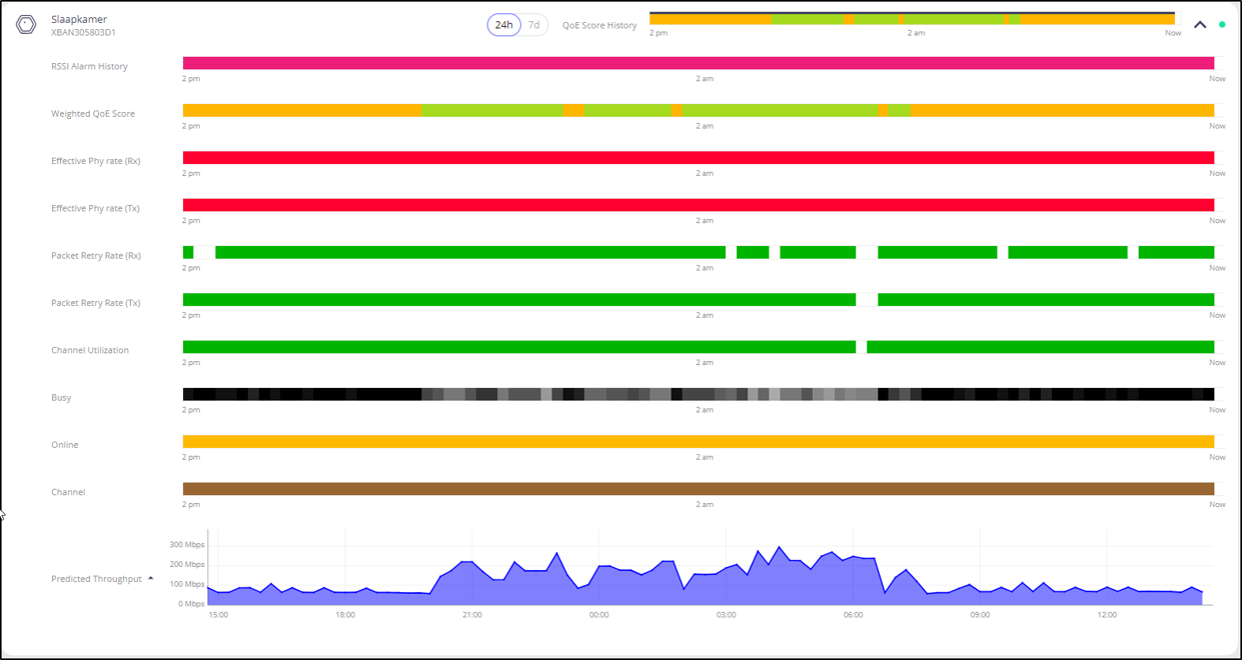 Slaapkamer
XBAN305803D1
24h 7d QoE Score History
2 pm 2 am Now
RSSI Alarm History
2 pm 2 am Now
Weighted QoE Score
2 pm 2 am Now
Effective Phy rate (Rx)
2 pm 2 am Now
Effective Phy rate (Tx)
2 pm 2 am Now
Packet Retry Rate (Rx)
2 pm 2 am Now
Packet Retry Rate (Tx)
2 pm 2 am Now
Channel Utilization
2 pm 2 am Now
Busy
2 pm 2 am Now
Online
2 pm 2 am Now
Channel
2 pm 2 am Now
300 Mbps
200 Mbps
Predicted Throughput
100 Mbps
0 Mbps
15:00 18:00 21:00 00:00 03:00 06:00 09:00 12:00